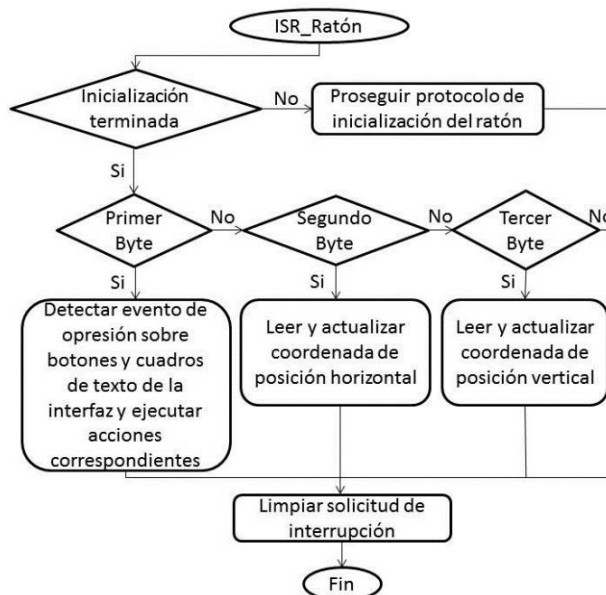 ISR_Ratón
Inicialización
terminada
No
Proseguir protocolo de
inicialización del ratón
Si
Primer
Byte
No
Segundo
Byte
No
Tercer
Byte
No
Si
Si
Si
Detectar evento de
opresión sobre
botones y cuadros
de texto de la
interfaz y ejecutar
acciones
correspondientes
Leer y actualizar
coordenada de
posición horizontal
Leer y actualizar
coordenada de
posición vertical
Limpiar solicitud de
interrupción
Fin